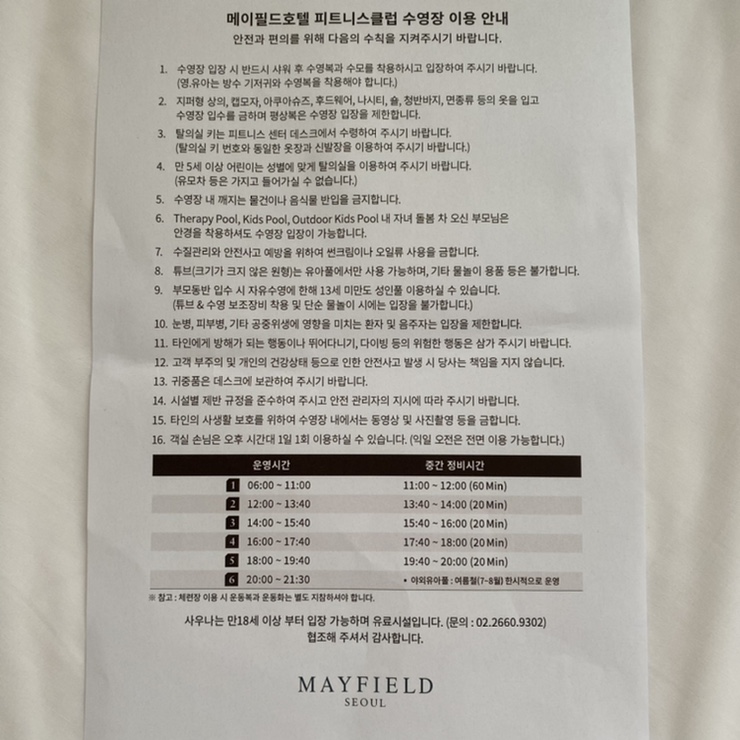 메이필드호텔 피트니스클럽 수영장 이용 안내
안전과 편의를 위해 다음의 수칙을 지켜주시기 바랍니다.
1. 수영장 입장 시 반드시 샤워 후 수영복과 수모를 착용하시고 입장하여 주시기 바랍니다.
(영.유아는 방수 기저귀와 수영복을 착용해야 합니다.)
2. 지퍼형 상의, 캡모자, 아쿠아슈즈, 후드웨어, 나시티, 숄, 청반바지, 면종류 등의 옷을 입고
수영장 입수를 금하며 평상복은 수영장 입장을 제한합니다.
3. 탈의실 키는 피트니스 센터 데스크에서 수령하여 주시기 바랍니다.
(탈의실 키 번호와 동일한 옷장과 신발장을 이용하여 주시기 바랍니다.)
4. 만 5세 이상 어린이는 성별에 맞게 탈의실을 이용하여 주시기 바랍니다.
(유모차 등은 가지고 들어가실 수 없습니다.)
5. 수영장 내 깨지는 물건이나 음식물 반입을 금지합니다.
6. Therapy Pool, Kids Pool, Outdoor Kids Pool 내 자녀 돌봄 차 오신 부모님은
안경을 착용하셔도 수영장 입장이 가능합니다.
7. 수질관리와 안전사고 예방을 위하여 썬크림이나 오일류 사용을 금합니다.
8. 튜브(크기가 크지 않은 원형)는 유아풀에서만 사용 가능하며, 기타 물놀이 용품 등은 불가합니다.
9. 부모동반 입수 시 자유수영에 한해 13세 미만도 성인풀 이용하실 수 있습니다.
(튜브 & 수영 보조장비 착용 및 단순 물놀이 시에는 입장을 불가합니다.)
10. 눈병, 피부병, 기타 공중위생에 영향을 미치는 환자 및 음주자는 입장을 제한합니다.
11. 타인에게 방해가 되는 행동이나 뛰어다니기, 다이빙 등의 위험한 행동은 삼가 주시기 바랍니다.
12. 고객 부주의 및 개인의 건강상태 등으로 인한 안전사고 발생 시 당사는 책임을 지지 않습니다.
13. 귀중품은 데스크에 보관하여 주시기 바랍니다.
14. 시설별 제반 규정을 준수하여 주시고 안전 관리자의 지시에 따라 주시기 바랍니다.
15. 타인의 사생활 보호를 위하여 수영장 내에서는 동영상 및 사진촬영 등을 금합니다.
16. 객실 손님은 오후 시간대 1일 1회 이용하실 수 있습니다. (익일 오전은 전면 이용 가능합니다.)
운영시간 중간 정비시간
1 06:00 ~ 11:00 11:00 ~ 12:00 (60 Min)
2 12:00 ~ 13:40 13:40 ~ 14:00 (20 Min)
3 14:00 ~ 15:40 15:40 ~ 16:00 (20 Min)
4 16:00 ~ 17:40 17:40 ~ 18:00 (20 Min)
5 18:00 ~ 19:40 19:40 ~ 20:00 (20 Min)
6 20:00 ~ 21:30 • 야외유아풀 : 여름철(7~8월) 한시적으로 운영
※ 참고 : 체련장 이용 시 운동복과 운동화는 별도 지참하셔야 합니다.
사우나는 만18세 이상 부터 입장 가능하며 유료시설입니다. (문의 : 02.2660.9302)
협조해 주셔서 감사합니다.
MAYFIELD
SEOUL